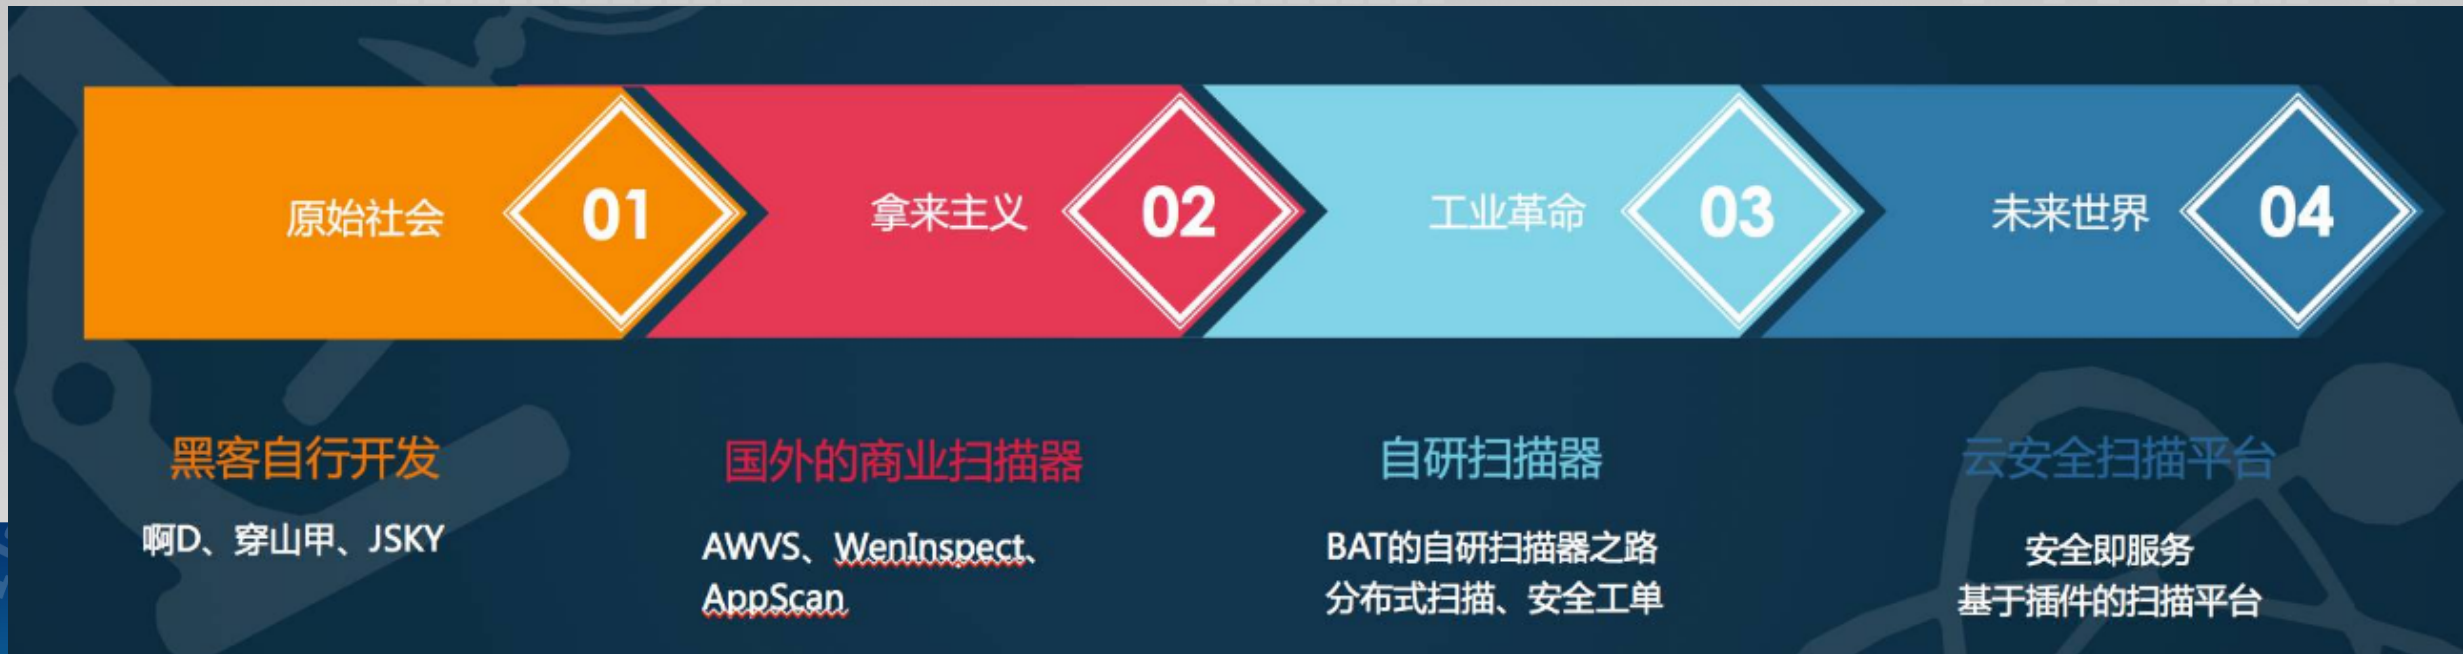 原始社会
01
拿来主义
02
工业革命
03
未来世界
04
黑客自行开发
啊D、穿山甲、JSKY
国外的商业扫描器
AWVS、WenInspect、
AppScan
自研扫描器
BAT的自研扫描器之路
分布式扫描、安全工单
云安全扫描平台
安全即服务
基于插件的扫描平台